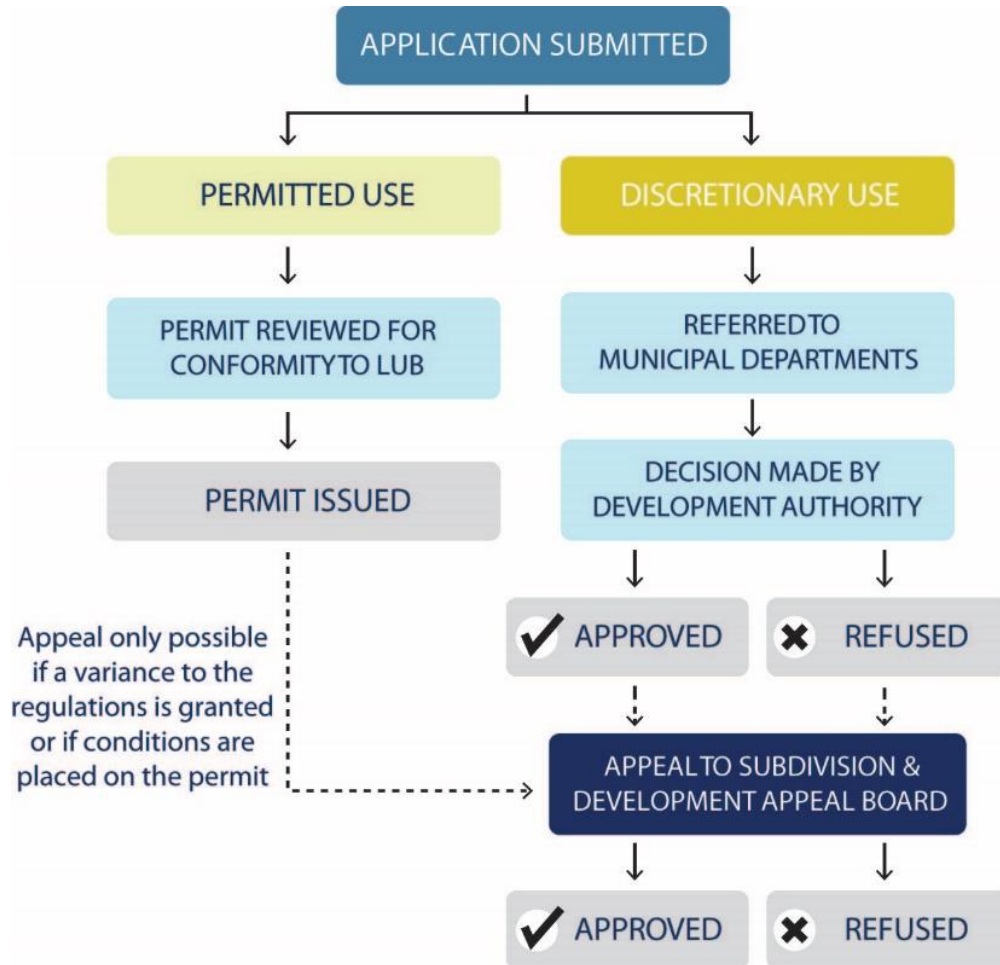 APPLICATION SUBMITTED
PERMITTED USE
DISCRETIONARY USE
PERMIT REVIEWED FOR
CONFORMITY TO LUB
REFERRED TO
MUNICIPAL DEPARTMENTS
PERMIT ISSUED
DECISION MADE BY
DEVELOPMENT AUTHORITY
APPROVED
REFUSED
Appeal only possible
if a variance to the
regulations is granted
or if conditions are
placed on the permit
APPEAL TO SUBDIVISION &
DEVELOPMENT APPEAL BOARD
APPROVED
REFUSED